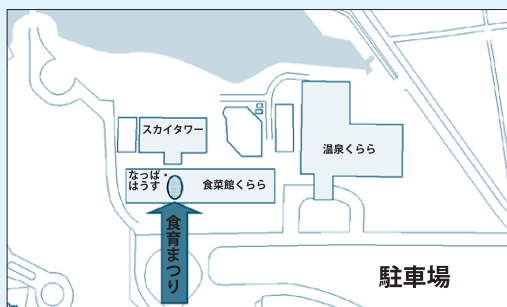 スカイタワー
温泉くらら
なっぱ・
はうす
食菜館くらら
食育まつり
駐車場